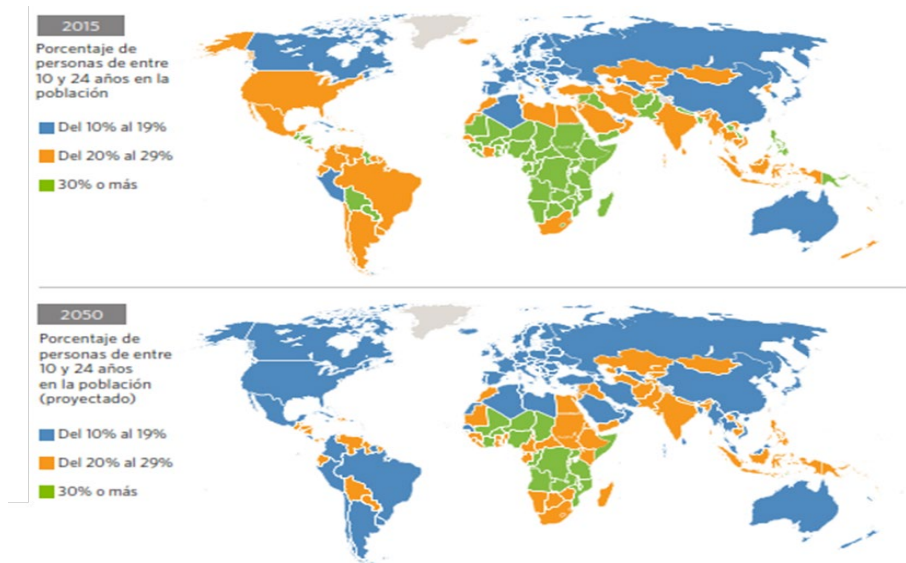 2015
Porcentaje de
personas de entre
10 y 24 años en la
población
Del 10% al 19%
Del 20% al 29%
30% o más
2050
Porcentaje de
personas de entre
10 y 24 años
en la población
(proyectado)
Del 10% al 19%
Del 20% al 29%
30% o más